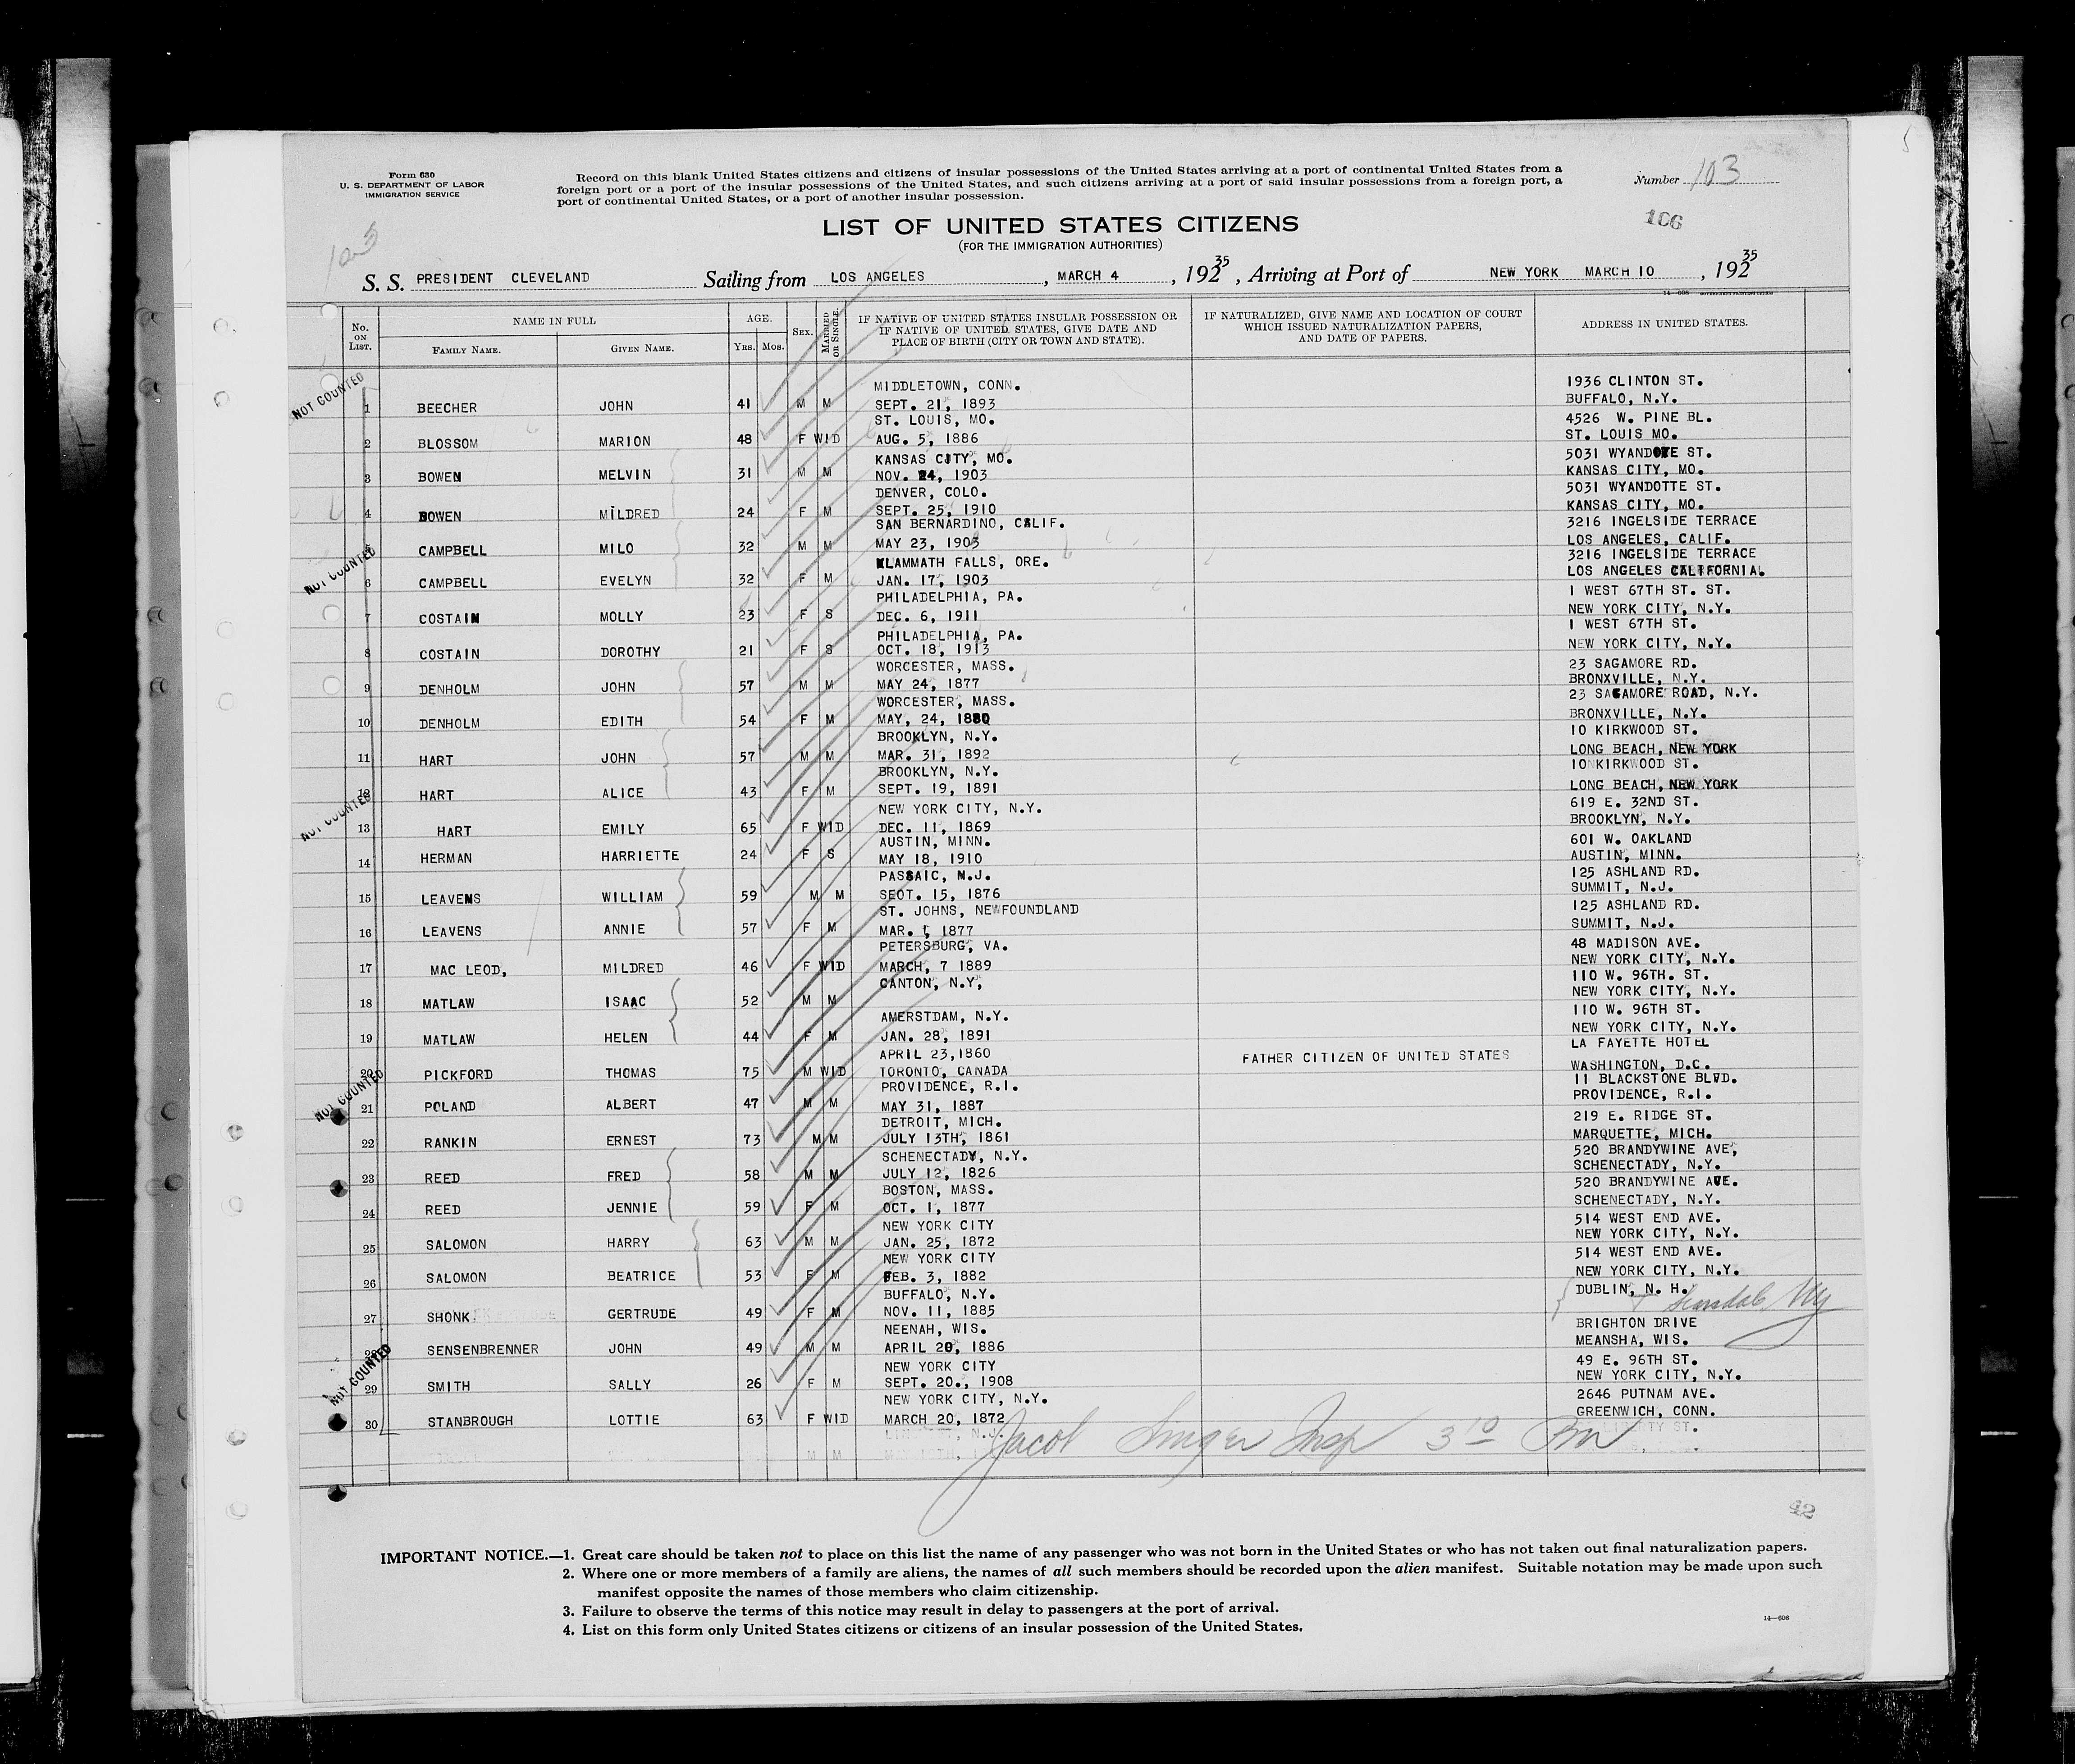 Form 630
U. S. DEPARTMENT OF LABOR
IMMIGRATION SERVICE
Record on this blank United States citizens and citizens of insular possessions of the United States arriving at a port of continental United States from a
foreign port or a port of the insular possessions of the United States, and such citizens arriving at a port of said insular possessions from a foreign port, a
port of continental United States, or a port of another insular possession.
Number 103
106
103
LIST OF UNITED STATES CITIZENS
(FOR THE IMMIGRATION AUTHORITIES)
S. S. PRESIDENT CLEVELAND Sailing from LOS ANGELES, MARCH 4, 192 35, Arriving at Port of NEW YORK MARCH 10, 192 35
14—608 GOVERNMENT PRINTING OFFICE
No. ON LIST. NAME IN FULL FAMILY NAME. GIVEN NAME. AGE. YRS. MOS. SEX. MARRIED OR SINGLE. IF NATIVE OF UNITED STATES INSULAR POSSESSION OR IF NATIVE OF UNITED STATES, GIVE DATE AND PLACE OF BIRTH (CITY OR TOWN AND STATE). IF NATURALIZED, GIVE NAME AND LOCATION OF COURT WHICH ISSUED NATURALIZATION PAPERS, AND DATE OF PAPERS. ADDRESS IN UNITED STATES.
NOT COUNTED
MIDDLETOWN, CONN. 1936 CLINTON ST.
1 BEECHER JOHN 41 M M SEPT. 21, 1893 BUFFALO, N.Y.
ST. LOUIS, MO. 4526 W. PINE BL.
2 BLOSSOM MARION 48 F WID AUG. 5, 1886 ST. LOUIS MO.
KANSAS CITY, MO. 5031 WYANDOTE ST.
3 BOWEN MELVIN 31 M M NOV. 24, 1903 KANSAS CITY, MO.
DENVER, COLO. 5031 WYANDOTTE ST.
4 BOWEN MILDRED 24 F M SEPT. 25, 1910 KANSAS CITY, MO.
SAN BERNARDINO, CALIF. 3216 INGELSIDE TERRACE
5 CAMPBELL MILO 32 M M MAY 23, 1903 LOS ANGELES, CALIF.
NOT COUNTED
KLAMMATH FALLS, ORE. 3216 INGELSIDE TERRACE
6 CAMPBELL EVELYN 32 F M JAN. 17, 1903 LOS ANGELES CALIFORNIA.
PHILADELPHIA, PA. 1 WEST 67TH ST. ST.
7 COSTAIN MOLLY 23 F S DEC. 6, 1911 NEW YORK CITY, N.Y.
PHILADELPHIA, PA. 1 WEST 67TH ST.
8 COSTAIN DOROTHY 21 F S OCT. 18, 1913 NEW YORK CITY, N.Y.
WORCESTER, MASS. 23 SAGAMORE RD.
9 DENHOLM JOHN 57 M M MAY 24, 1877 BRONXVILLE, N.Y.
WORCESTER, MASS. 23 SAGAMORE ROAD, N.Y.
10 DENHOLM EDITH 54 F M MAY, 24, 1880 BRONXVILLE, N.Y.
BROOKLYN, N.Y. 10 KIRKWOOD ST.
11 HART JOHN 57 M M MAR. 31, 1892 LONG BEACH, NEW YORK
BROOKLYN, N.Y. 10 KIRKWOOD ST.
12 HART ALICE 43 F M SEPT. 19, 1891 LONG BEACH, NEW YORK
NOT COUNTED
NEW YORK CITY, N.Y. 619 E. 32ND ST.
13 HART EMILY 65 F WID DEC. 11, 1869 BROOKLYN, N.Y.
AUSTIN, MINN. 601 W. OAKLAND
14 HERMAN HARRIETTE 24 F S MAY 18, 1910 AUSTIN, MINN.
PASSAIC, N.J. 125 ASHLAND RD.
15 LEAVENS WILLIAM 59 M M SEOT. 15, 1876 SUMMIT, N.J.
ST. JOHNS, NEWFOUNDLAND 125 ASHLAND RD.
16 LEAVENS ANNIE 57 F M MAR. 1, 1877 SUMMIT, N.J.
PETERSBURG, VA. 48 MADISON AVE.
17 MAC LEOD, MILDRED 46 F WID MARCH, 7 1889 NEW YORK CITY, N.Y.
CANTON, N.Y, 110 W. 96TH. ST.
18 MATLAW ISAAC 52 M M NEW YORK CITY, N.Y.
AMERSTDAM, N.Y. 110 W. 96TH ST.
19 MATLAW HELEN 44 F M JAN. 28, 1891 NEW YORK CITY, N.Y.
APRIL 23,1860 FATHER CITIZEN OF UNITED STATES LA FAYETTE HOTEL
20 PICKFORD THOMAS 75 M WID TORONTO, CANADA WASHINGTON, D.C.
NOT COUNTED
PROVIDENCE, R.I. 11 BLACKSTONE BLVD.
21 POLAND ALBERT 47 M M MAY 31, 1887 PROVIDENCE, R.I.
DETROIT, MICH. 219 E. RIDGE ST.
22 RANKIN ERNEST 73 M M JULY 13TH, 1861 MARQUETTE, MICH.
SCHENECTADY, N.Y. 520 BRANDYWINE AVE,
23 REED FRED 58 M M JULY 12, 1826 SCHENECTADY, N.Y.
BOSTON, MASS. 520 BRANDYWINE AVE.
24 REED JENNIE 59 F M OCT. 1, 1877 SCHENECTADY, N.Y.
NEW YORK CITY 514 WEST END AVE.
25 SALOMON HARRY 63 M M JAN. 25, 1872 NEW YORK CITY, N.Y.
NEW YORK CITY 514 WEST END AVE.
26 SALOMON BEATRICE 53 F M FEB. 3, 1882 NEW YORK CITY, N.Y.
BUFFALO, N.Y. DUBLIN, N. H.
27 SHONK GERTRUDE 49 F M NOV. 11, 1885 + Scarsdale, NY
NEENAH, WIS. BRIGHTON DRIVE
28 SENSENBRENNER JOHN 49 M M APRIL 20, 1886 MEANSHA, WIS.
NOT COUNTED
NEW YORK CITY 49 E. 96TH ST.
29 SMITH SALLY 26 F M SEPT. 20., 1908 NEW YORK CITY, N.Y.
NEW YORK CITY, N.Y. 2646 PUTNAM AVE.
30 STANBROUGH LOTTIE 63 F WID MARCH 20, 1872 GREENWICH, CONN.
Jacob Singer Insp 3 10 Pm
42
IMPORTANT NOTICE.—1. Great care should be taken not to place on this list the name of any passenger who was not born in the United States or who has not taken out final naturalization papers.
2. Where one or more members of a family are aliens, the names of all such members should be recorded upon the alien manifest. Suitable notation may be made upon such
manifest opposite the names of those members who claim citizenship.
3. Failure to observe the terms of this notice may result in delay to passengers at the port of arrival.
4. List on this form only United States citizens or citizens of an insular possession of the United States.
14—608